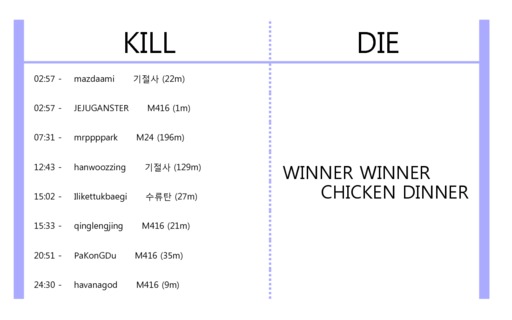 KILL
DIE
02:57 - mazdaami 기절사 (22m)
02:57 - JEJUGANSTER M416 (1m)
07:31 - mrppppark M24 (196m)
12:43 - hanwoozzing 기절사 (129m)
15:02 - Ilikettukbaegi 수류탄 (27m)
15:33 - qinglengjing M416 (21m)
20:51 - PaKonGDu M416 (35m)
24:30 - havanagod M416 (9m)
WINNER WINNER
CHICKEN DINNER